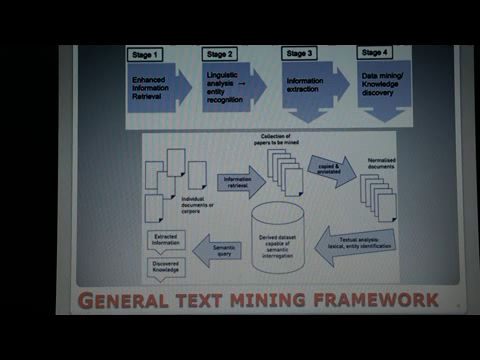 Stage 1
Stage 2
Stage 3
Stage 4
Enhanced
Information
Retrieval
Linguistic
analysis →
entity
recognition
Information
extraction
Data mining/
Knowledge
discovery
Collection of
papers to be mined
Individual
documents or
corpora
Information
retrieval
copied &
annotated
Normalised
documents
Extracted
Information
Discovered
Knowledge
Semantic
query
Derived dataset
capable of
semantic
interrogation
Textual analysis;
lexical, entity identification
GENERAL TEXT MINING FRAMEWORK